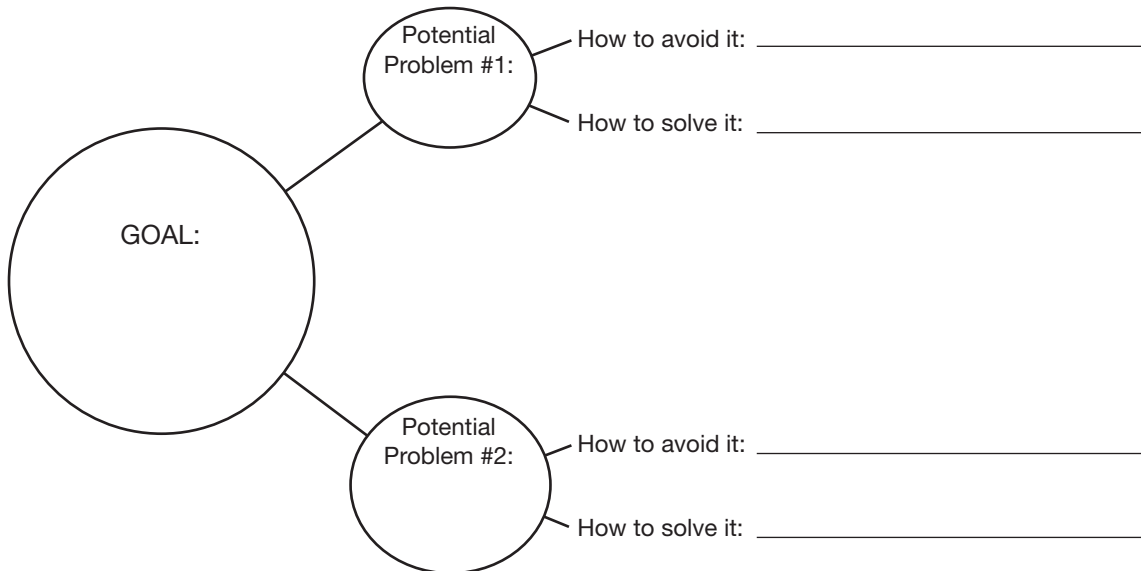 Potential
Problem #1:
How to avoid it:
How to solve it:
GOAL:
Potential
Problem #2:
How to avoid it:
How to solve it: